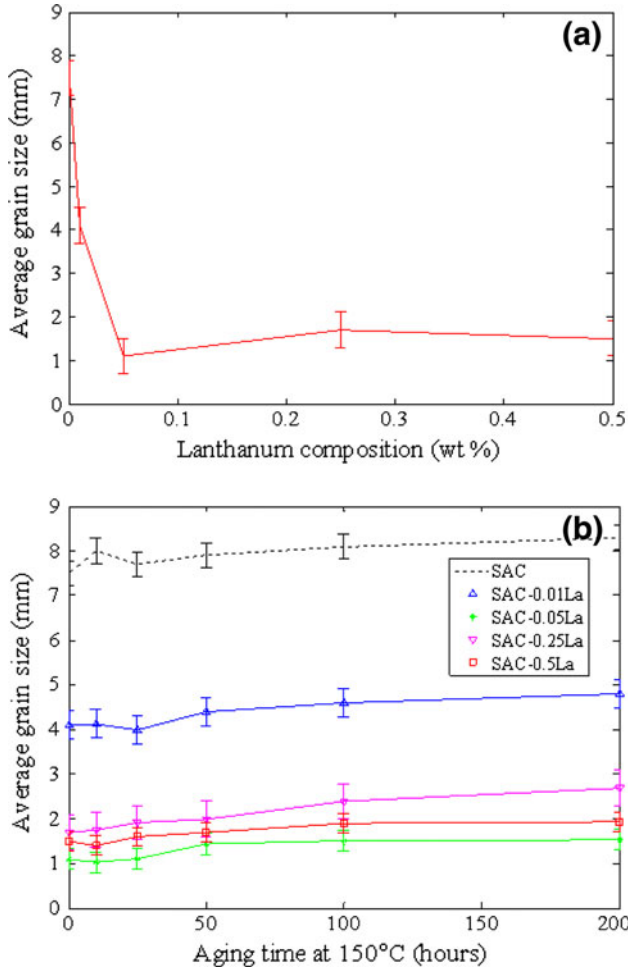 (a)
Average grain size (mm)
9
8
7
6
5
4
3
2
1
0
0 0.1 0.2 0.3 0.4 0.5
Lanthanum composition (wt %)
(b)
Average grain size (mm)
9
8
7
6
5
4
3
2
1
0
SAC
SAC-0.01La
SAC-0.05La
SAC-0.25La
SAC-0.5La
0 50 100 150 200
Aging time at 150°C (hours)